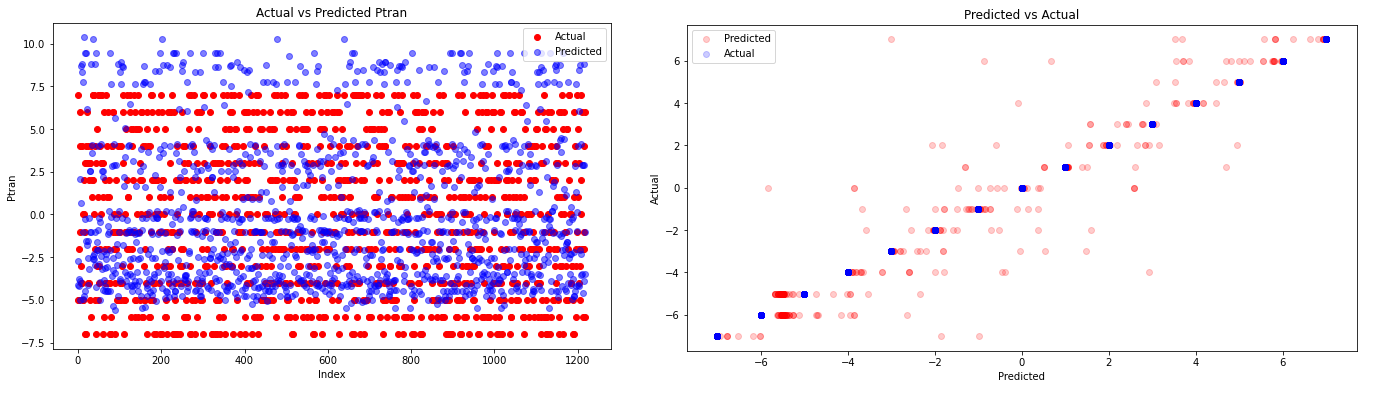 Actual vs Predicted Ptran
Ptran
10.0
7.5
5.0
2.5
0.0
−2.5
−5.0
−7.5
Actual
Predicted
0
200
400
600
800
1000
1200
Index
Predicted vs Actual
Actual
6
4
2
0
−2
−4
−6
Predicted
Actual
−6
−4
−2
0
2
4
6
Predicted